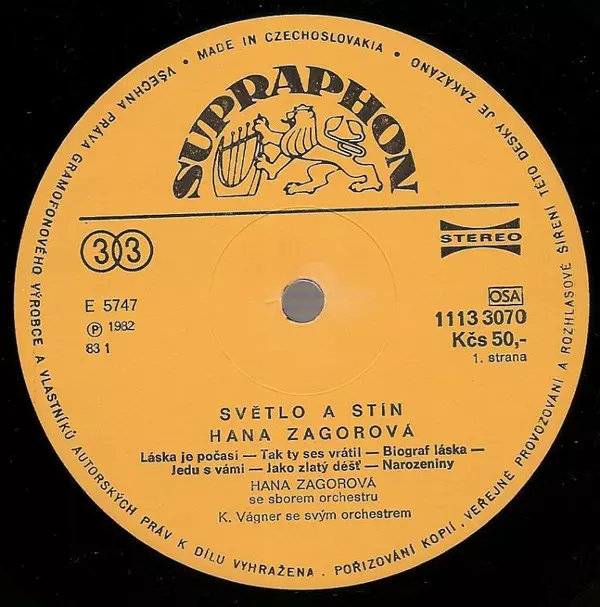 VŠECHNA PRÁVA GRAMOFONOVÉHO VÝROBCE A VLASTNÍKŮ AUTORSKÝCH PRÁV K DÍLU VYHRAŽENA. POŘIZOVÁNÍ KOPIÍ, VEŘEJNÉ PROVOZOVÁNÍ A ROZHLASOVÉ ŠÍŘENÍ TÉTO DESKY JE ZAKÁZÁNO • MADE IN CZECHOSLOVAKIA •
SUPRAPHON
33
STEREO
E 5747
Ⓟ 1982
83 1
OSA
1113 3070
Kčs 50,-
1. strana
SVĚTLO A STÍN
HANA ZAGOROVÁ
Láska je počasí — Tak ty ses vrátil — Biograf láska —
Jedu s vámi — Jako zlatý déšť — Narozeniny
HANA ZAGOROVÁ
se sborem orchestru
K. Vágner se svým orchestrem